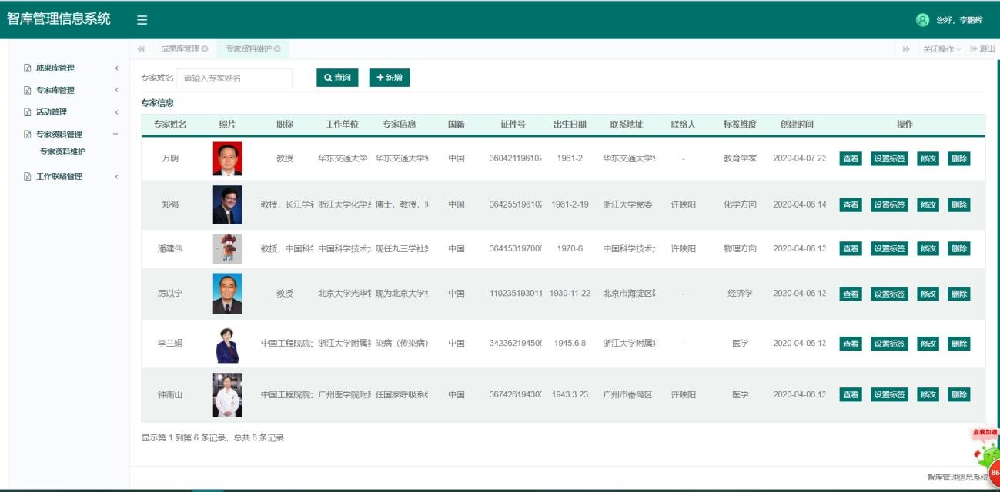 智库管理信息系统
您好，李鹏辉
成果库管理
专家资料维护
关闭操作
退出
成果库管理
专家库管理
活动管理
专家资料管理
专家资料维护
工作联络管理
专家姓名 请输入专家姓名 查询 新增
专家信息
专家姓名 照片 职称 工作单位 专家信息 国籍 证件号 出生日期 联系地址 联络人 标签维度 创建时间 操作
万明 教授 华东交通大学 华东交通大学 中国 360421196102 1961-2 华东交通大学 - 教育学家 2020-04-07 23 查看 设置标签 修改 删除
郑强 教授，长江学 浙江大学化学 博士，教授， 中国 364255196102 1961-2-19 浙江大学党委 许映阳 化学方向 2020-04-06 14 查看 设置标签 修改 删除
潘建伟 教授，中国科 中国科学技术 现任九三学社 中国 36415319700 1970-6 中国科学技术 许映阳 物理方向 2020-04-06 13 查看 设置标签 修改 删除
厉以宁 教授 北京大学光华 现为北京大学 中国 110235193011 1930-11-22 北京市海淀区 - 经济学 2020-04-06 13 查看 设置标签 修改 删除
李兰娟 中国工程院院 浙江大学附属 染病（传染病） 中国 34236219450 1945.6.8 浙江大学附属 - 医学 2020-04-06 13 查看 设置标签 修改 删除
钟南山 中国工程院院 广州医学院附 任国家呼吸系 中国 36742619430 1943.3.23 广州市番禺区 许映阳 医学 2020-04-06 13 查看 设置标签 修改 删除
显示第 1 到第 6 条记录，总共 6 条记录
点我加速
86
智库管理信息系统